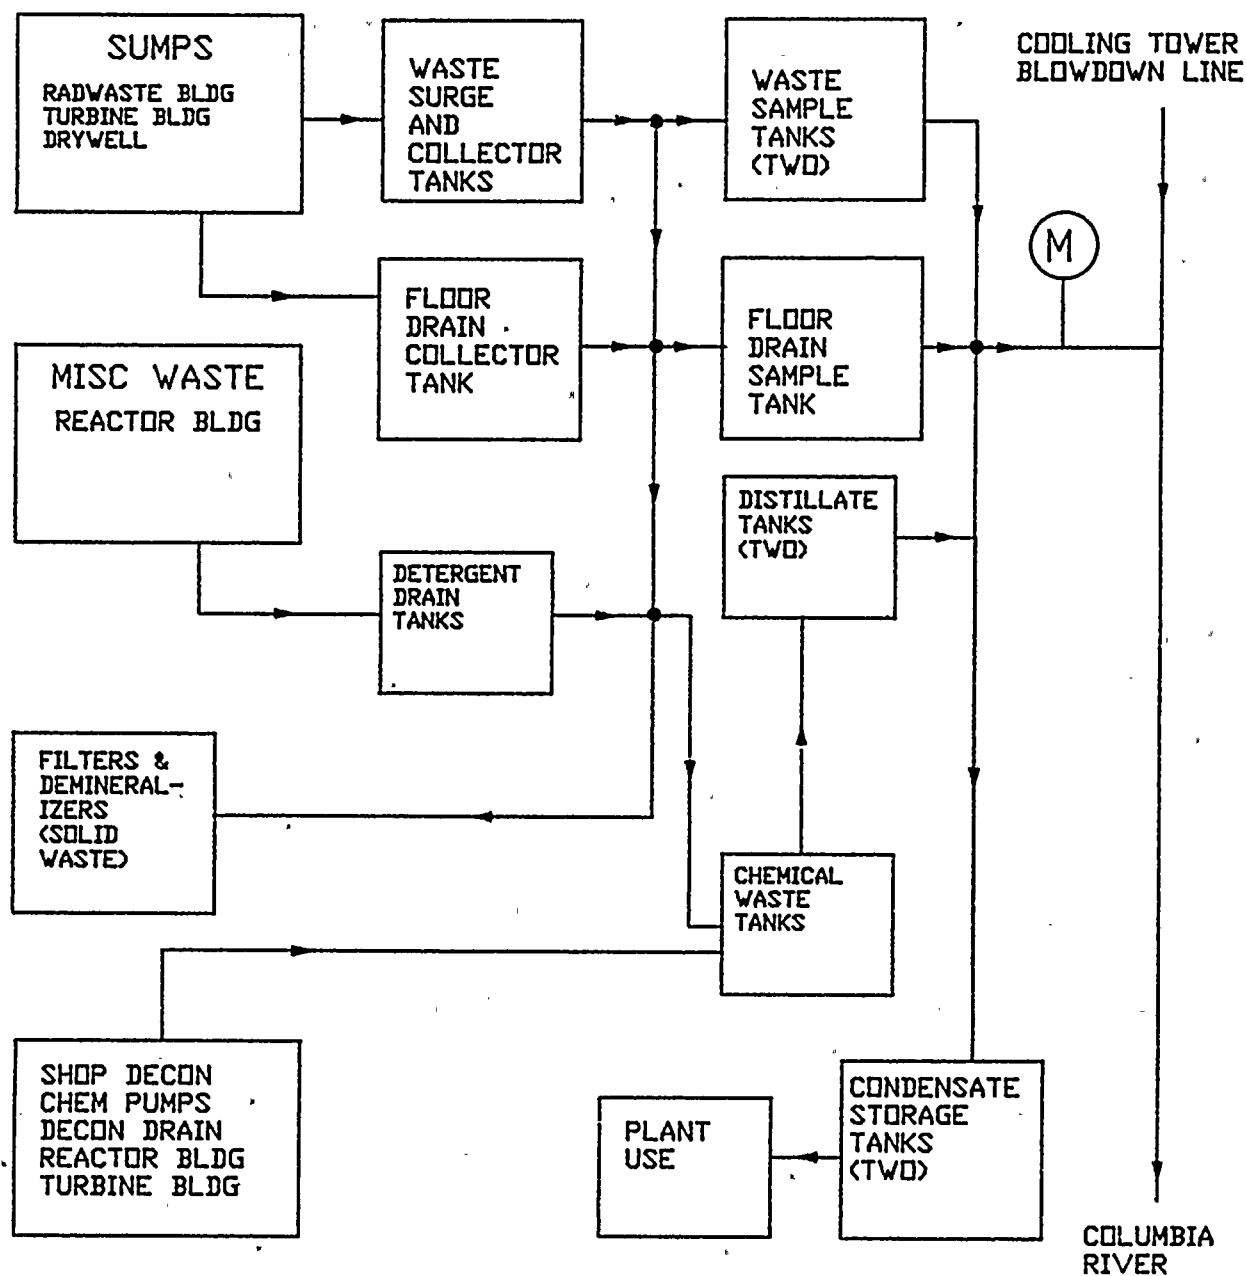 SUMPS
RADWASTE BLDG
TURBINE BLDG
DRYWELL
WASTE
SURGE
AND
COLLECTOR
TANKS
WASTE
SAMPLE
TANKS
(TWO)
COOLING TOWER
BLOWDOWN LINE
M
FLOOR
DRAIN
COLLECTOR
TANK
FLOOR
DRAIN
SAMPLE
TANK
MISC WASTE
REACTOR BLDG
DISTILLATE
TANKS
(TWO)
DETERGENT
DRAIN
TANKS
FILTERS &
DEMINERAL-
IZERS
(SOLID
WASTE)
CHEMICAL
WASTE
TANKS
SHOP DECON
CHEM PUMPS
DECON DRAIN
REACTOR BLDG
TURBINE BLDG
PLANT
USE
CONDENSATE
STORAGE
TANKS
(TWO)
COLUMBIA
RIVER